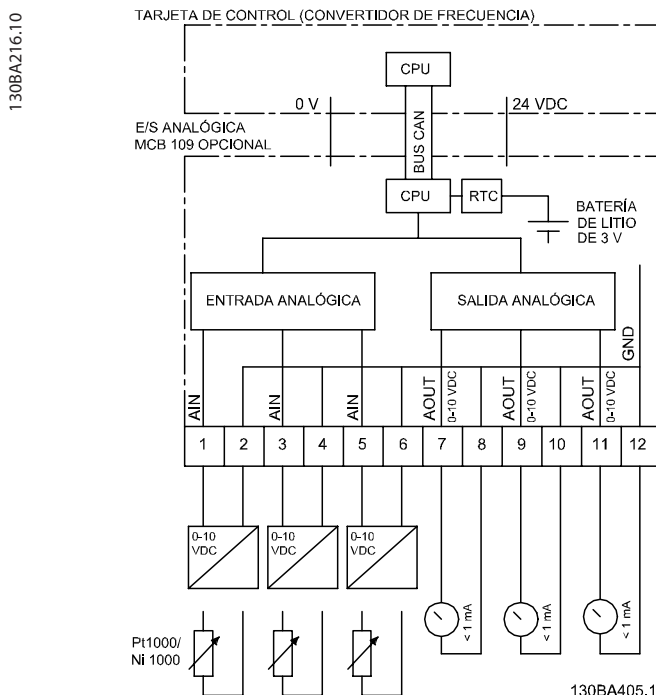 130BA216.10
TARJETA DE CONTROL (CONVERTIDOR DE FRECUENCIA)
CPU
0 V
24 VDC
BUS CAN
E/S ANALÓGICA
MCB 109 OPCIONAL
CPU
RTC
BATERÍA
DE LITIO
DE 3 V
ENTRADA ANALÓGICA
SALIDA ANALÓGICA
GND
AIN
AIN
AIN
AOUT
0-10 VDC
AOUT
0-10 VDC
AOUT
0-10 VDC
1 2 3 4 5 6 7 8 9 10 11 12
0-10
VDC
0-10
VDC
0-10
VDC
< 1 mA
< 1 mA
< 1 mA
Pt1000/
Ni 1000
130BA405.1